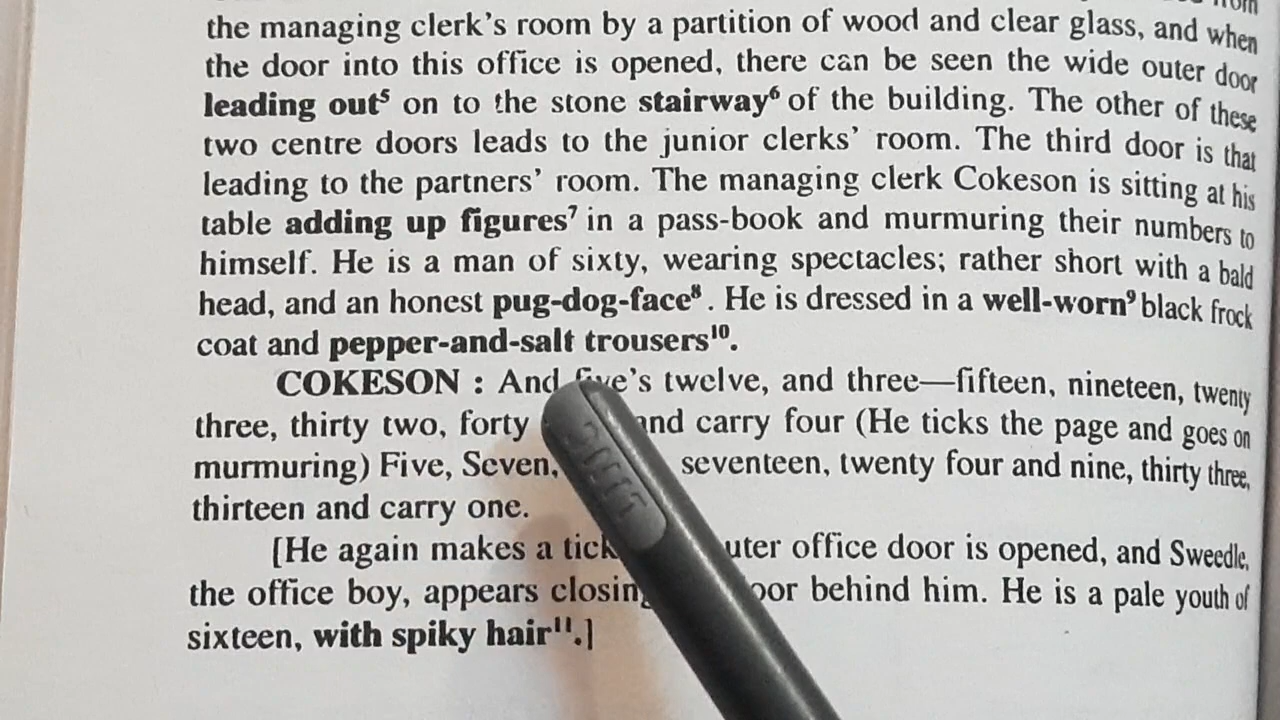 from
the managing clerk's room by a partition of wood and clear glass, and when
the door into this office is opened, there can be seen the wide outer door
leading out⁵ on to the stone stairway⁶ of the building. The other of these
two centre doors leads to the junior clerks' room. The third door is that
leading to the partners' room. The managing clerk Cokeson is sitting at his
table adding up figures⁷ in a pass-book and murmuring their numbers to
himself. He is a man of sixty, wearing spectacles; rather short with a bald
head, and an honest pug-dog-face⁸. He is dressed in a well-worn⁹ black frock
coat and pepper-and-salt trousers¹⁰.
COKESON : And five's twelve, and three—fifteen, nineteen, twenty
three, thirty two, forty and carry four (He ticks the page and goes on
murmuring) Five, Seven, seventeen, twenty four and nine, thirty three,
thirteen and carry one.
[He again makes a tick office door is opened, and Sweedle,
the office boy, appears closing behind him. He is a pale youth of
sixteen, with spiky hair¹¹.]